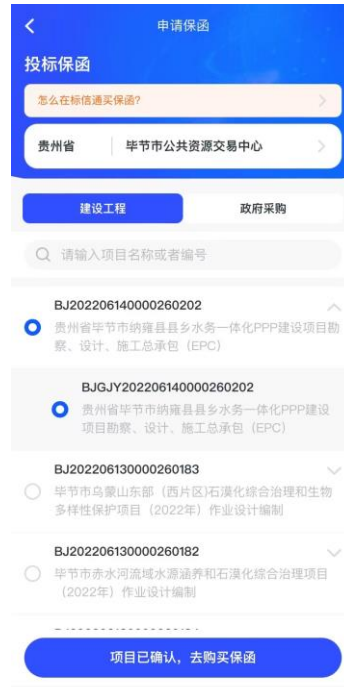 申请保函
投标保函
怎么在标信通买保函?
贵州省 毕节市公共资源交易中心
建设工程 政府采购
请输入项目名称或者编号
BJ202206140000260202
贵州省毕节市纳雍县县乡水务一体化PPP建设项目勘
察、设计、施工总承包（EPC）
BJGJY202206140000260202
贵州省毕节市纳雍县县乡水务一体化PPP建设
项目勘察、设计、施工总承包（EPC）
BJ202206130000260183
毕节市乌蒙山东部（西片区)石漠化综合治理和生物
多样性保护项目（2022年）作业设计编制
BJ202206130000260182
毕节市赤水河流域水源涵养和石漠化综合治理项目
（2022年）作业设计编制
项目已确认，去购买保函